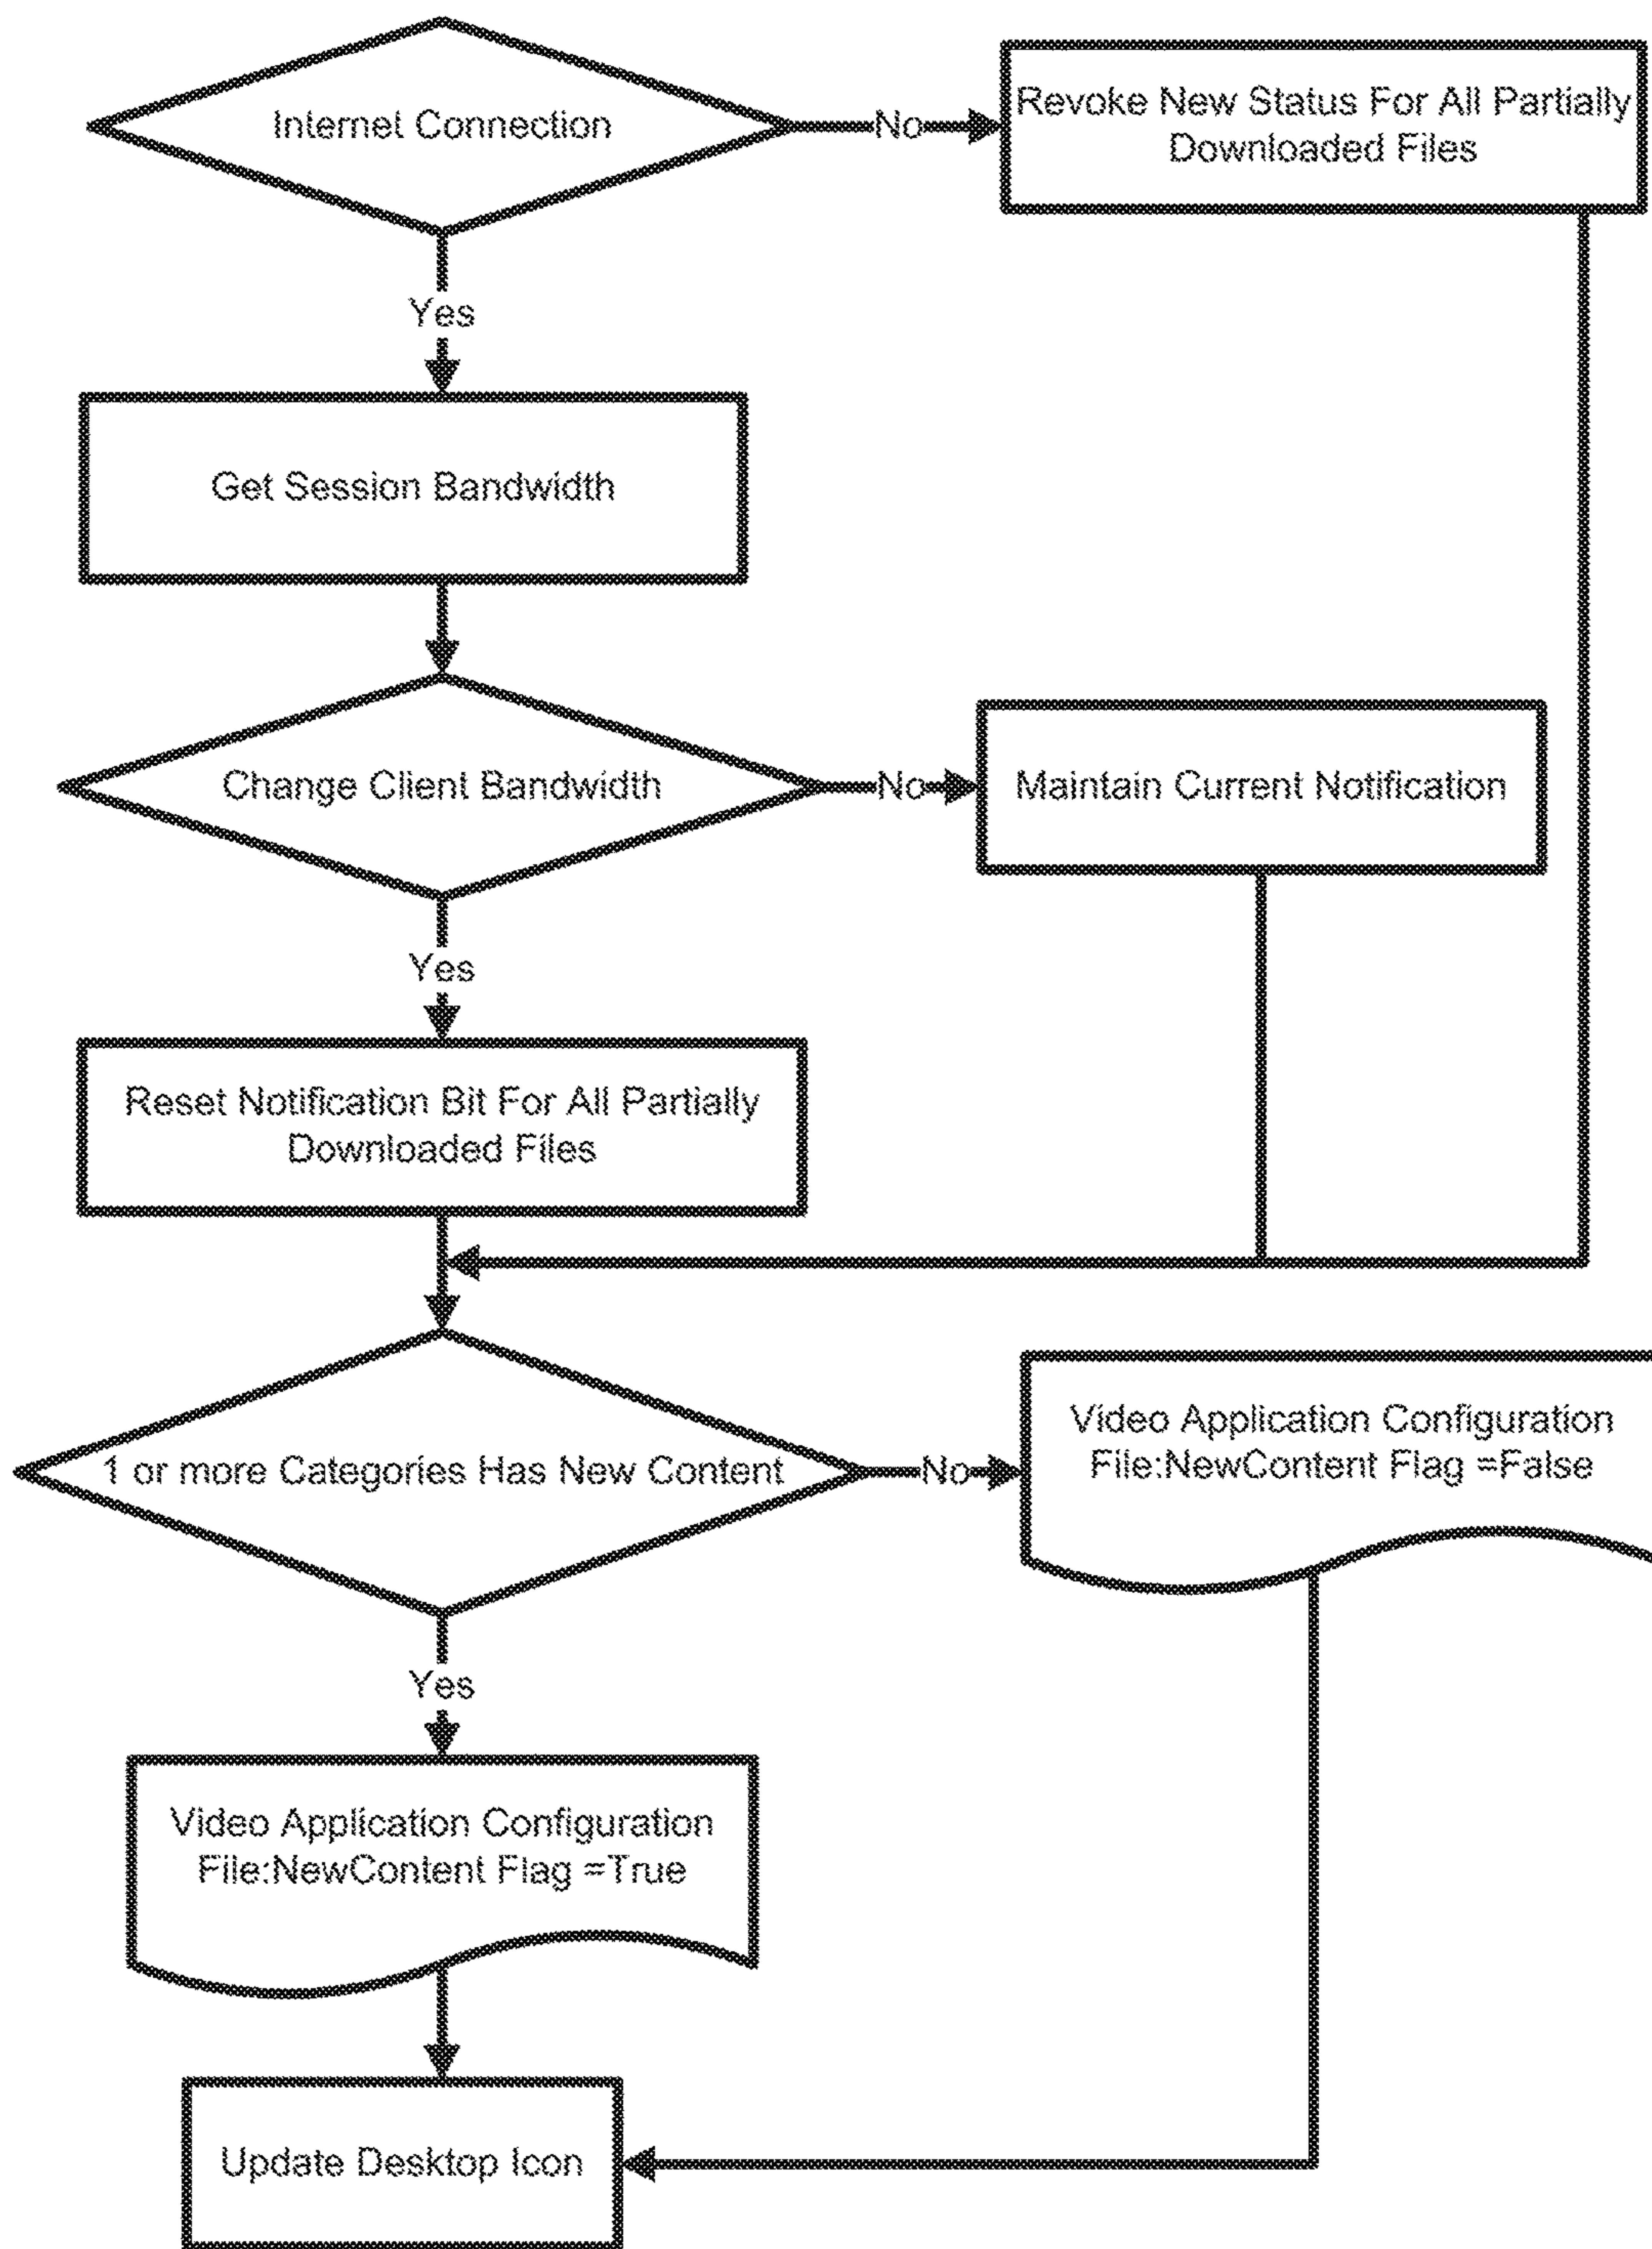 Internet Connection
No
Revoke New Status For All Partially
Downloaded Files
Yes
Get Session Bandwidth
Change Client Bandwidth
No
Maintain Current Notification
Yes
Reset Notification Bit For All Partially
Downloaded Files
1 or more Categories Has New Content
No
Video Application Configuration
File:NewContent Flag =False
Yes
Video Application Configuration
File:NewContent Flag =True
Update Desktop Icon